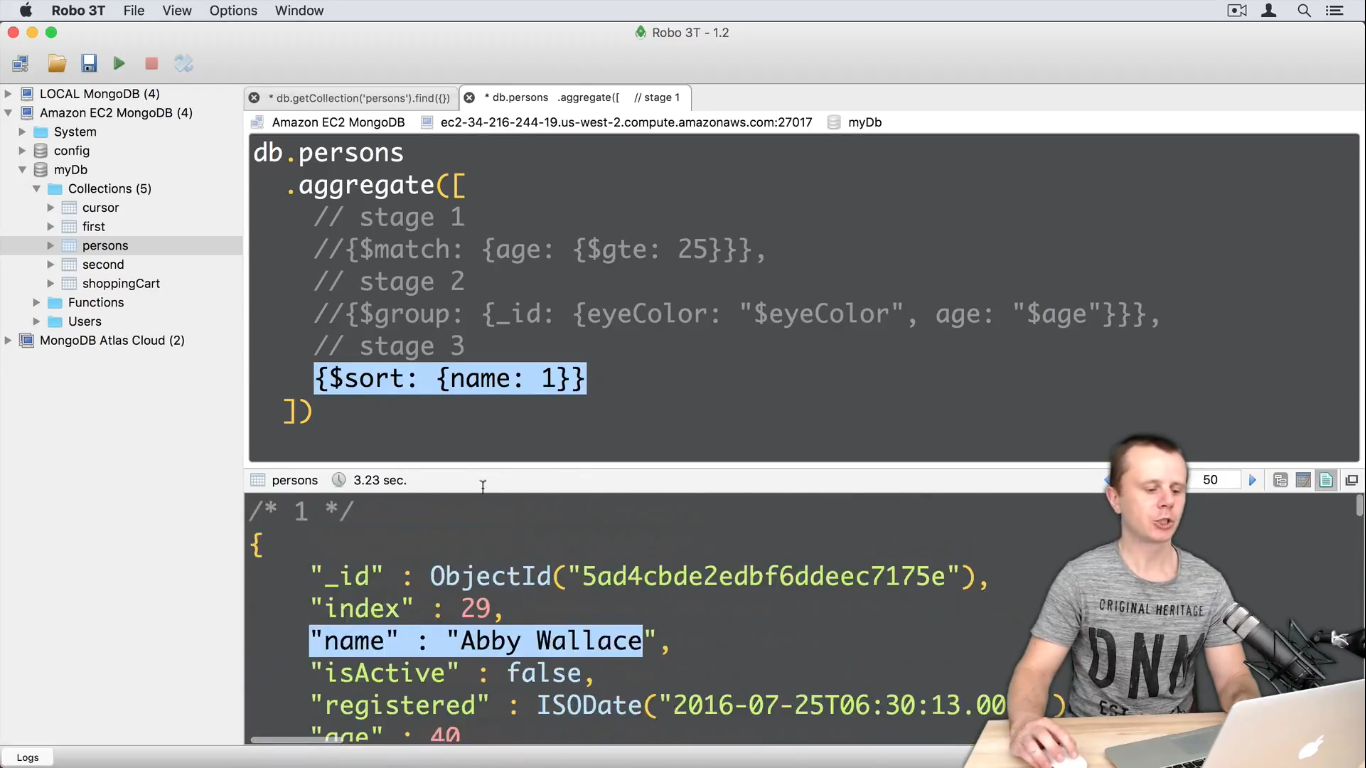 Robo 3T File View Options Window
Robo 3T - 1.2
LOCAL MongoDB (4)
Amazon EC2 MongoDB (4)
System
config
myDb
Collections (5)
cursor
first
persons
second
shoppingCart
Functions
Users
MongoDB Atlas Cloud (2)
* db.getCollection('persons').find({}) * db.persons .aggregate([ // stage 1
Amazon EC2 MongoDB ec2-34-216-244-19.us-west-2.compute.amazonaws.com:27017 myDb
db.persons
.aggregate([
// stage 1
//{$match: {age: {$gte: 25}}},
// stage 2
//{$group: {_id: {eyeColor: "$eyeColor", age: "$age"}}},
// stage 3
{$sort: {name: 1}}
])
persons 3.23 sec. 50
/* 1 */
{
"_id" : ObjectId("5ad4cbde2edbf6ddeec7175e"),
"index" : 29,
"name" : "Abby Wallace",
"isActive" : false,
"registered" : ISODate("2016-07-25T06:30:13.00 )
"age" : 40
ORIGINAL HERITAGE
DNM
Logs